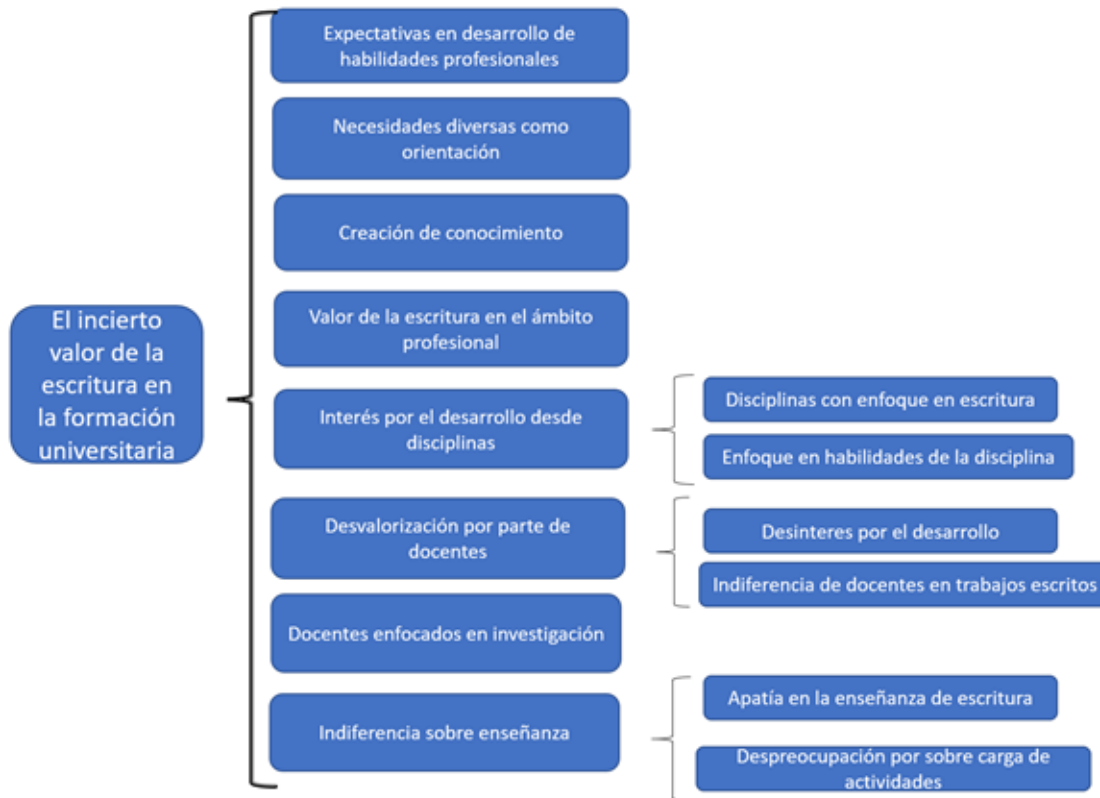 El incierto
valor de la
escritura en
la formación
universitaria
Expectativas en desarrollo de
habilidades profesionales
Necesidades diversas como
orientación
Creación de conocimiento
Valor de la escritura en el ámbito
profesional
Interés por el desarrollo desde
disciplinas
Disciplinas con enfoque en escritura
Enfoque en habilidades de la disciplina
Desvalorización por parte de
docentes
Desinteres por el desarrollo
Indiferencia de docentes en trabajos escritos
Docentes enfocados en investigación
Indiferencia sobre enseñanza
Apatía en la enseñanza de escritura
Despreocupación por sobre carga de
actividades